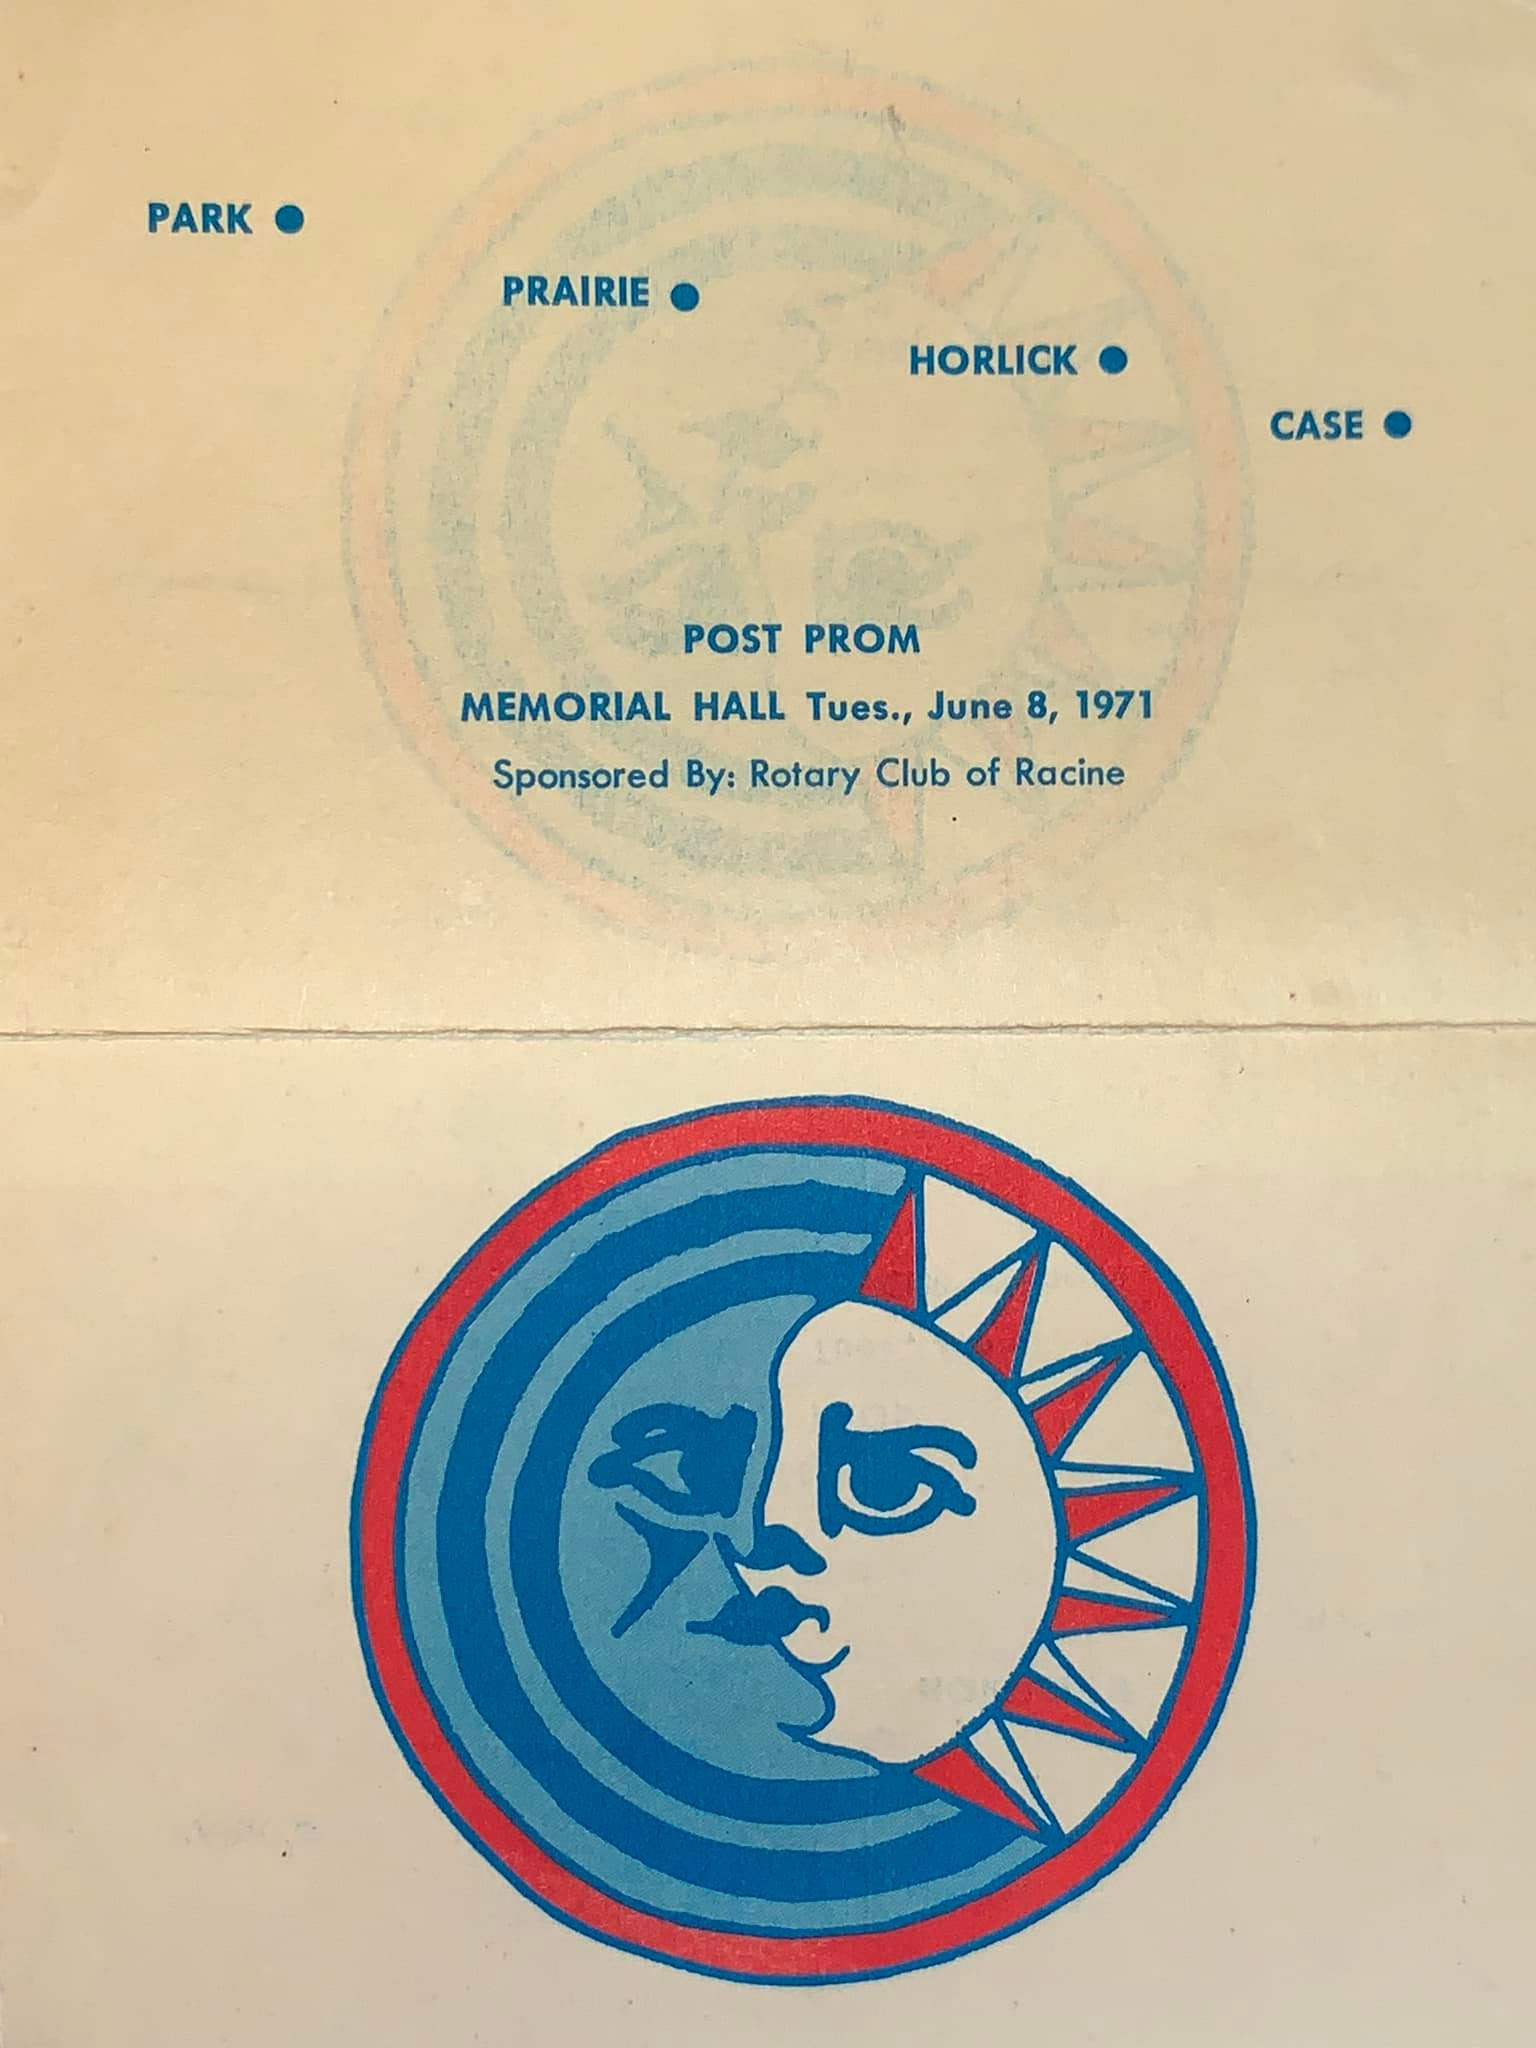 PARK ●
PRAIRIE ●
HORLICK ●
CASE ●
POST PROM
MEMORIAL HALL Tues., June 8, 1971
Sponsored By: Rotary Club of Racine